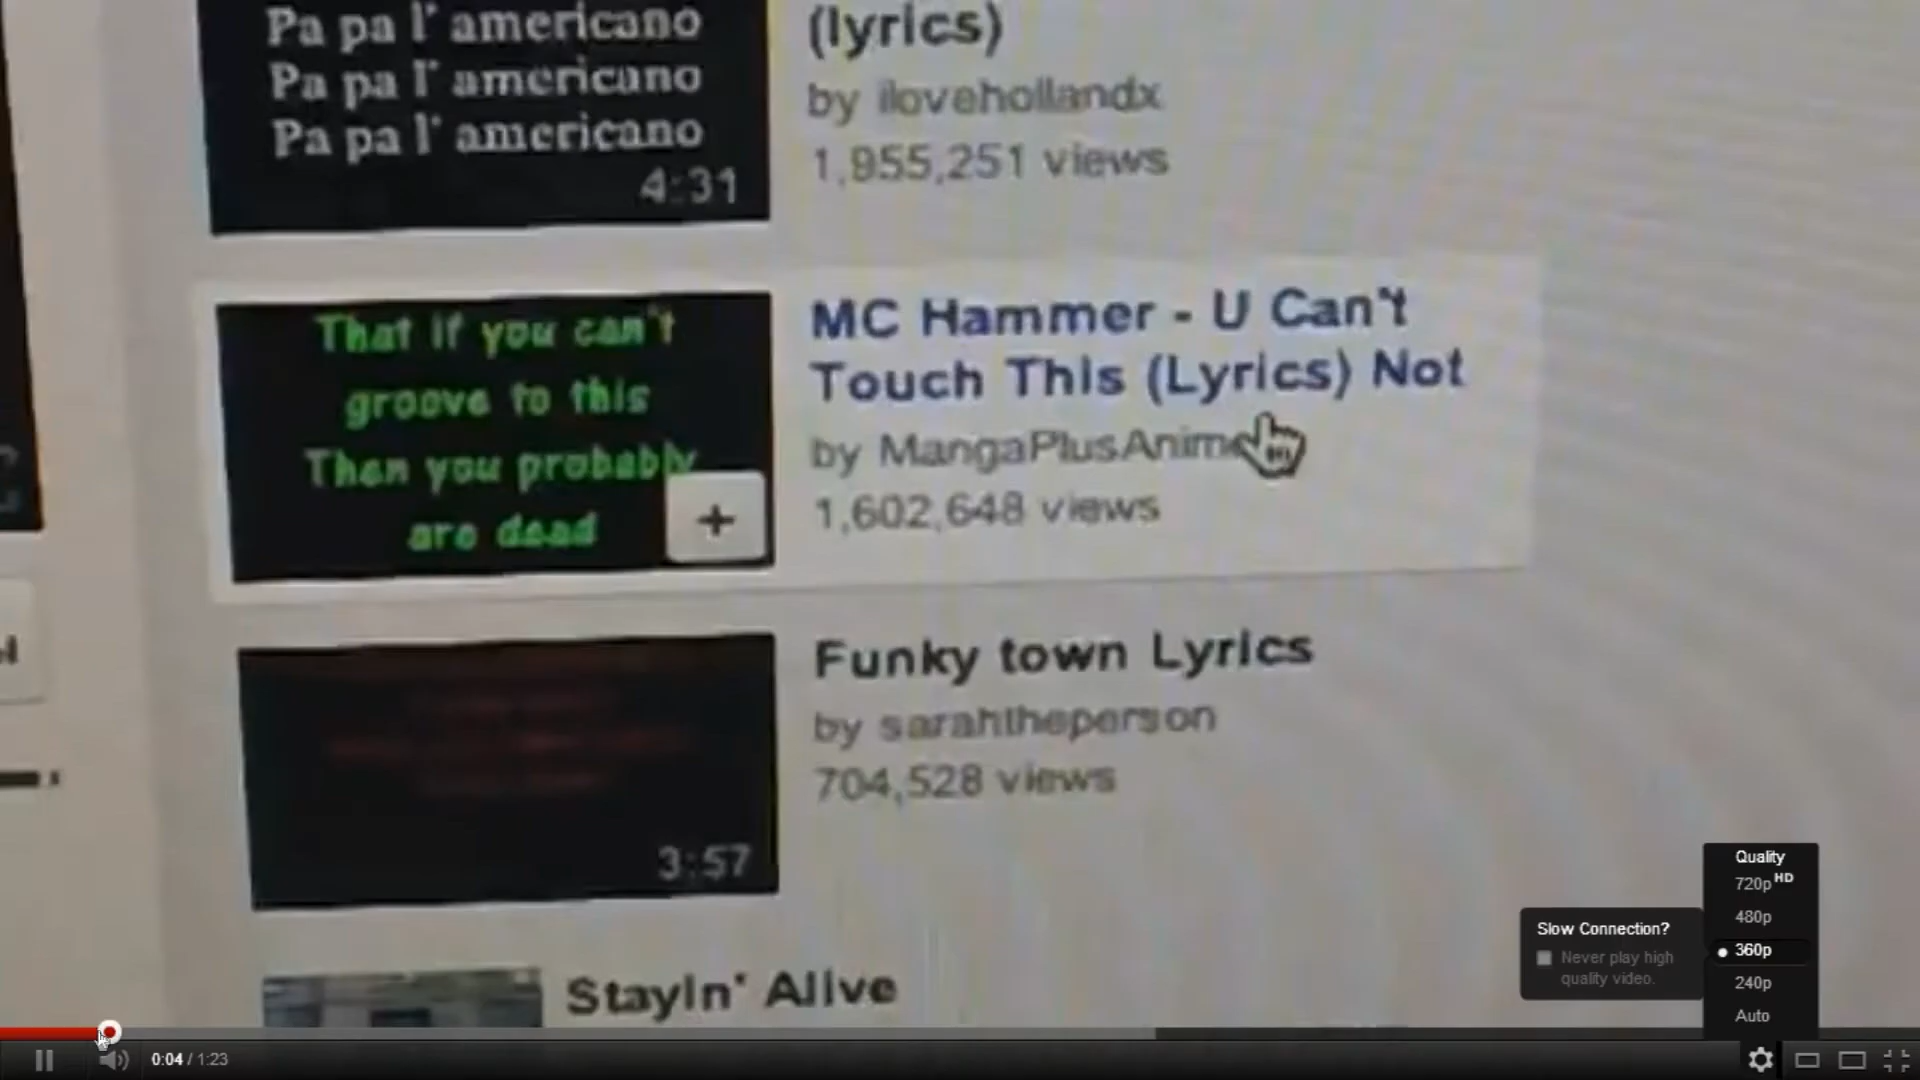 Pa pa l' americano
Pa pa l' americano
Pa pa l' americano
4:31
(lyrics)
by ilovehollandx
1,955,251 views
That if you can't
groove to this
Then you probably
are dead
+
MC Hammer - U Can't
Touch This (Lyrics) Not
by MangaPlusAnime
1,602,648 views
3:57
Funky town Lyrics
by sarahtheperson
704,528 views
Stayin' Alive
Slow Connection?
Never play high
quality video.
Quality
720p HD
480p
360p
240p
Auto
0:04 / 1:23